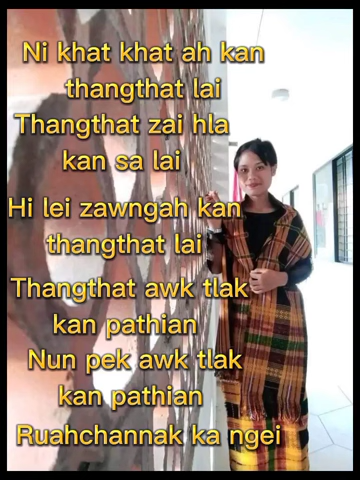 Ni khat khat ah kan
thangthat lai
Thangthat zai hla
kan sa lai
Hi lei zawngah kan
thangthat lai
Thangthat awk tlak
kan pathian
Nun pek awk tlak
kan pathian
Ruahchannak ka ngei